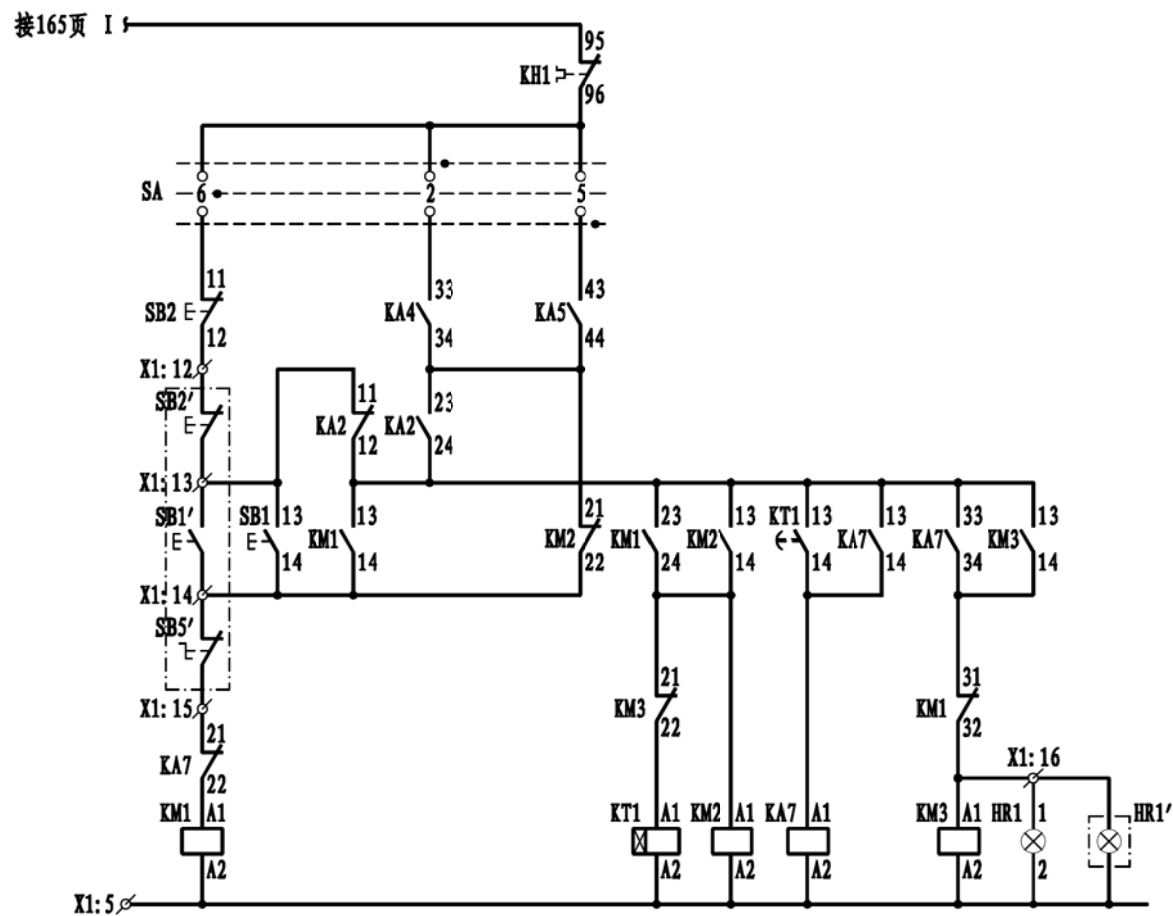 接165页 I
95
KH1
96
SA 6 2 5
11 33 43
SB2 KA4 KA5
12 34 44
X1:12
SB2′ 11 23
KA2 KA2
12 24
X1:13
SB1′ SB1 13 13 21 23 13 KT1 13 13 33 13
KM1 KM2 KM1 KM2 KA7 KA7 KM3
14 14 22 24 14 14 14 34 14
X1:14
SB5′
21 31
KM3 KM1
22 32
X1:15
21
KA7
22
X1:16
KM1 A1 KT1 A1 KM2 A1 KA7 A1 KM3 A1 HR1 1 HR1′
A2 A2 A2 A2 A2 2
X1:5